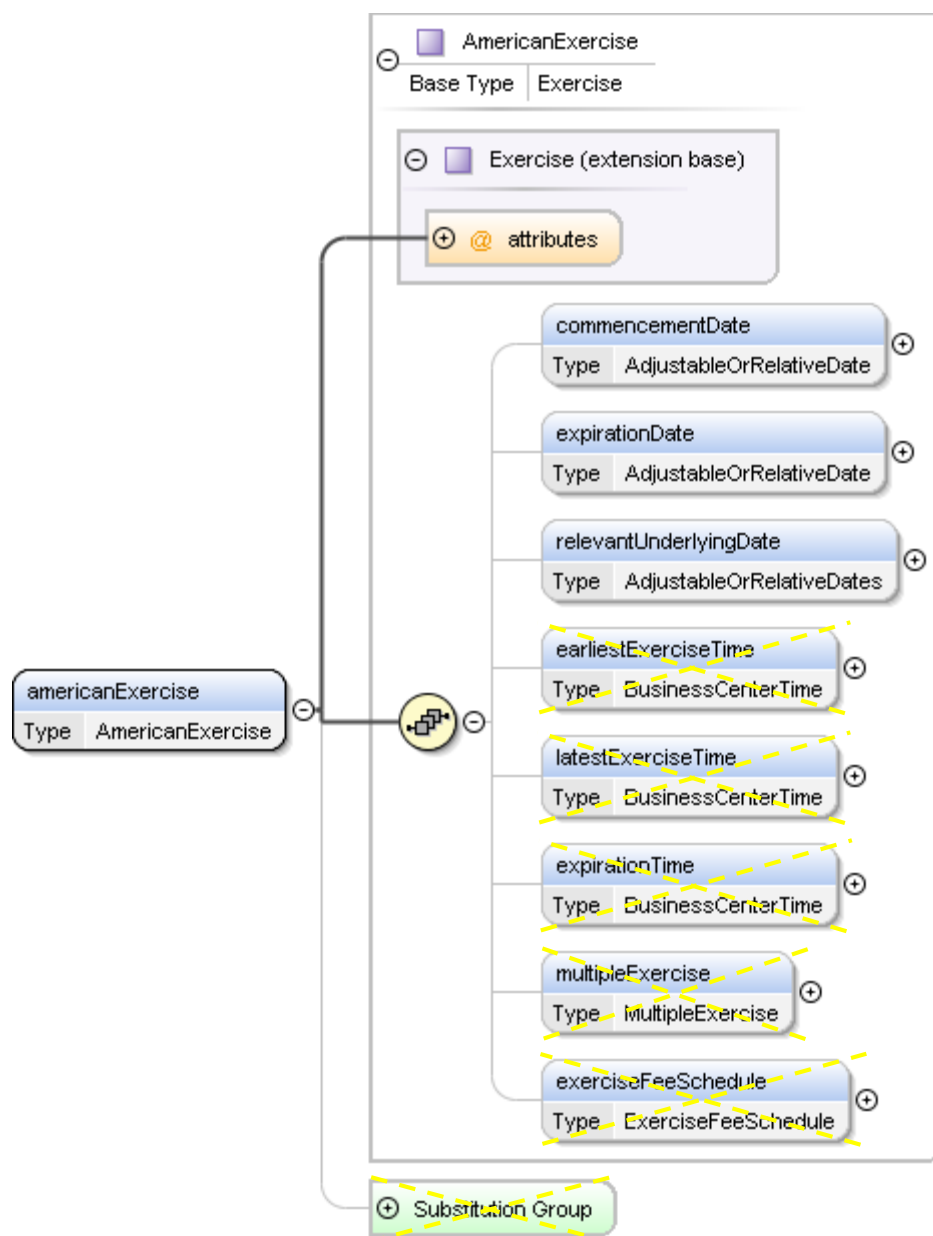 AmericanExercise
Base Type Exercise
Exercise (extension base)
@ attributes
commencementDate
Type AdjustableOrRelativeDate
expirationDate
Type AdjustableOrRelativeDate
relevantUnderlyingDate
Type AdjustableOrRelativeDates
earliestExerciseTime
Type BusinessCenterTime
americanExercise
Type AmericanExercise
latestExerciseTime
Type BusinessCenterTime
expirationTime
Type BusinessCenterTime
multipleExercise
Type MultipleExercise
exerciseFeeSchedule
Type ExerciseFeeSchedule
Substitution Group